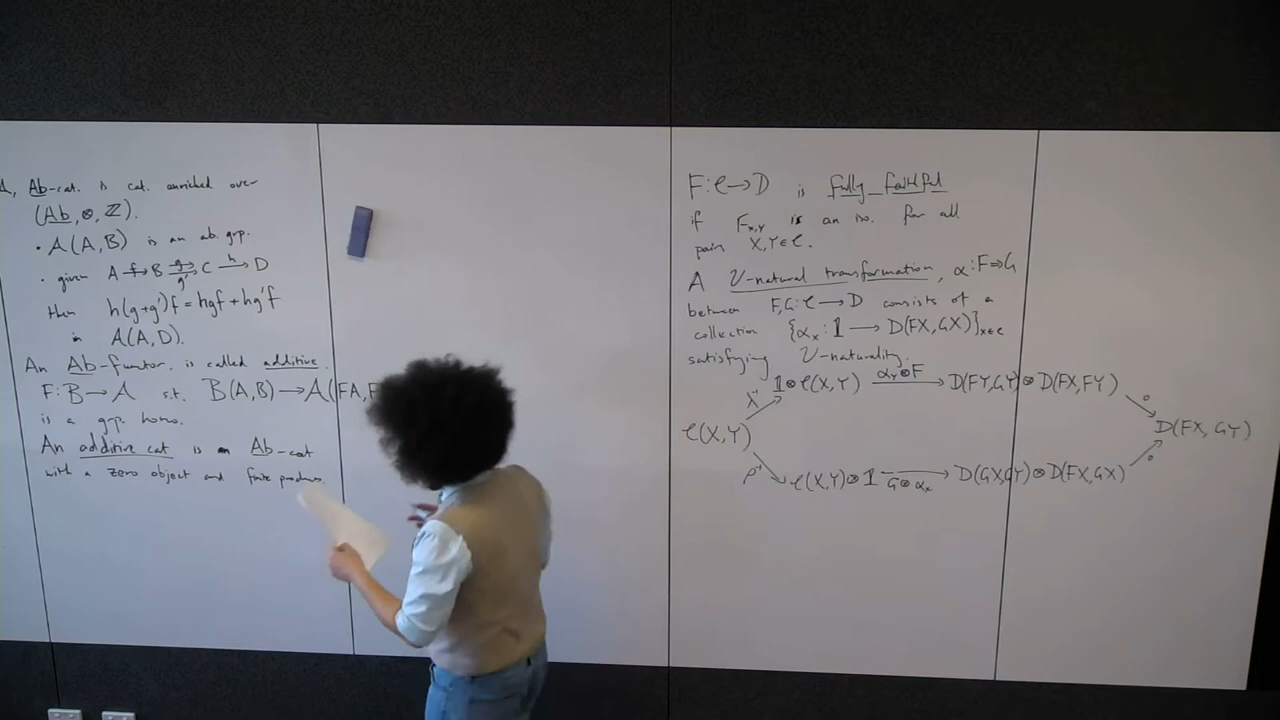 A, Ab-cat. is cat. enriched over
(Ab, ⊗, ℤ).
• A(A,B) is an ab. grp.
• given A →f B ⇉g g' C →h D
then h(g+g')f = hgf + hg'f
in A(A,D).
An Ab-functor is called additive.
F: B → A s.t. B(A,B) → A(FA,F
is a grp. homo.
An additive cat is an Ab-cat
with a zero object and finite products.
F: C → D is fully faithful
if F_{X,Y} is an iso. for all
pairs X,Y ∈ C.
A V-natural transformation, α: F ⇒ G
between F,G: C → D consists of a
collection {α_X : 𝟙 → D(FX,GX)}_{X∈C}
satisfying V-naturality.
λ⁻¹ 𝟙 ⊗ C(X,Y) →α_Y⊗F D(FY,GY) ⊗ D(FX,FY) ∘
C(X,Y) D(FX,GY)
ρ⁻¹ C(X,Y) ⊗ 𝟙 →G⊗α_X D(GX,GY) ⊗ D(FX,GX) ∘